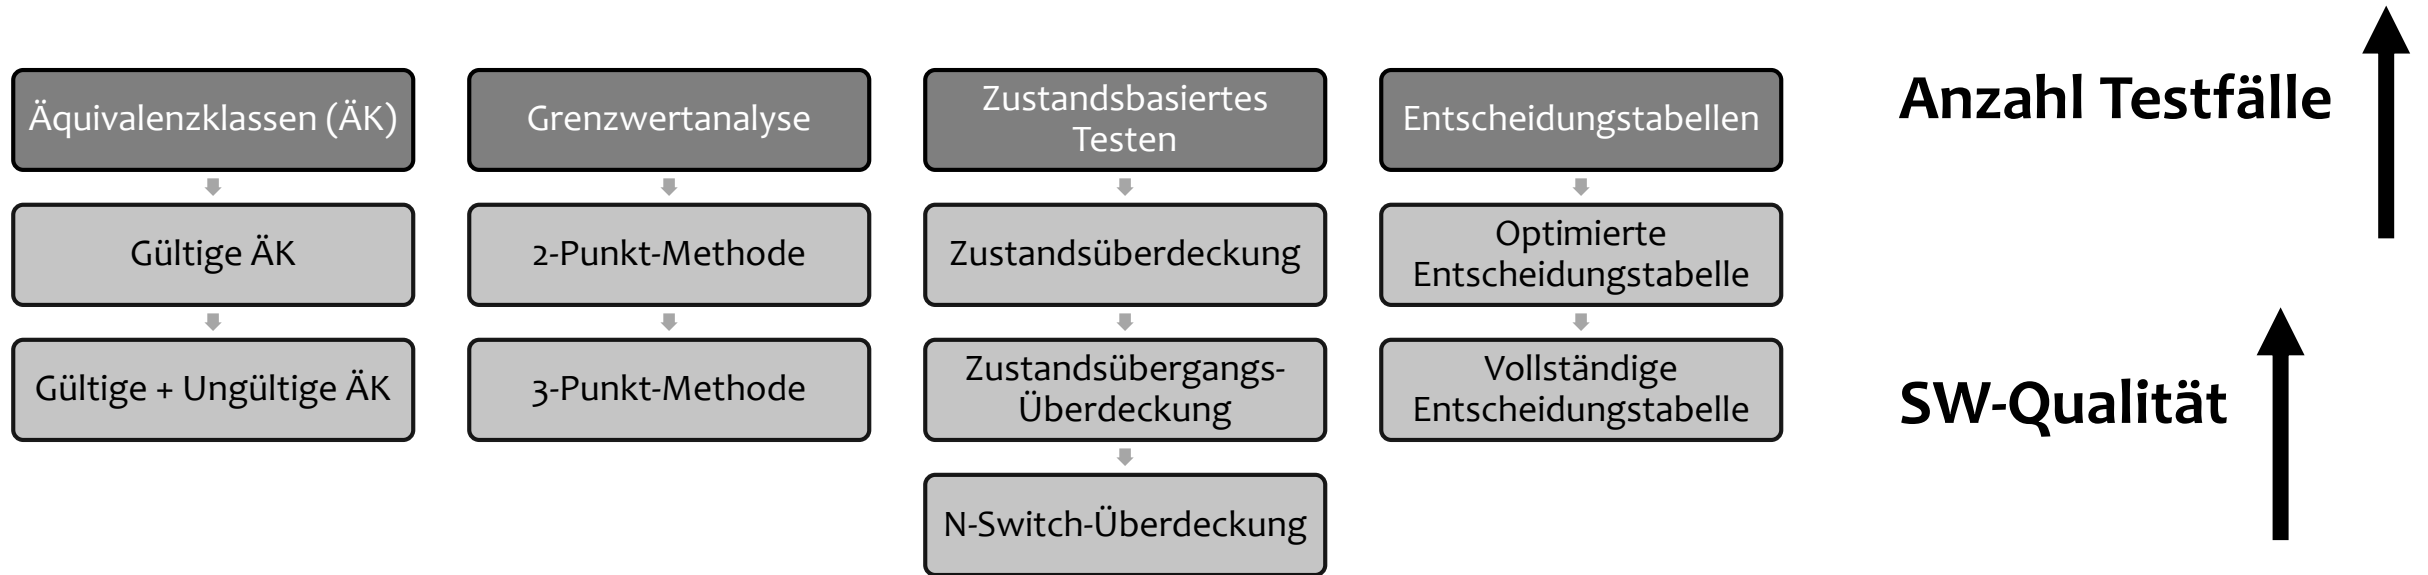 Äquivalenzklassen (ÄK)
Gültige ÄK
Gültige + Ungültige ÄK
Grenzwertanalyse
2-Punkt-Methode
3-Punkt-Methode
Zustandsbasiertes
Testen
Zustandsüberdeckung
Zustandsübergangs-
Überdeckung
N-Switch-Überdeckung
Entscheidungstabellen
Optimierte
Entscheidungstabelle
Vollständige
Entscheidungstabelle
Anzahl Testfälle
SW-Qualität